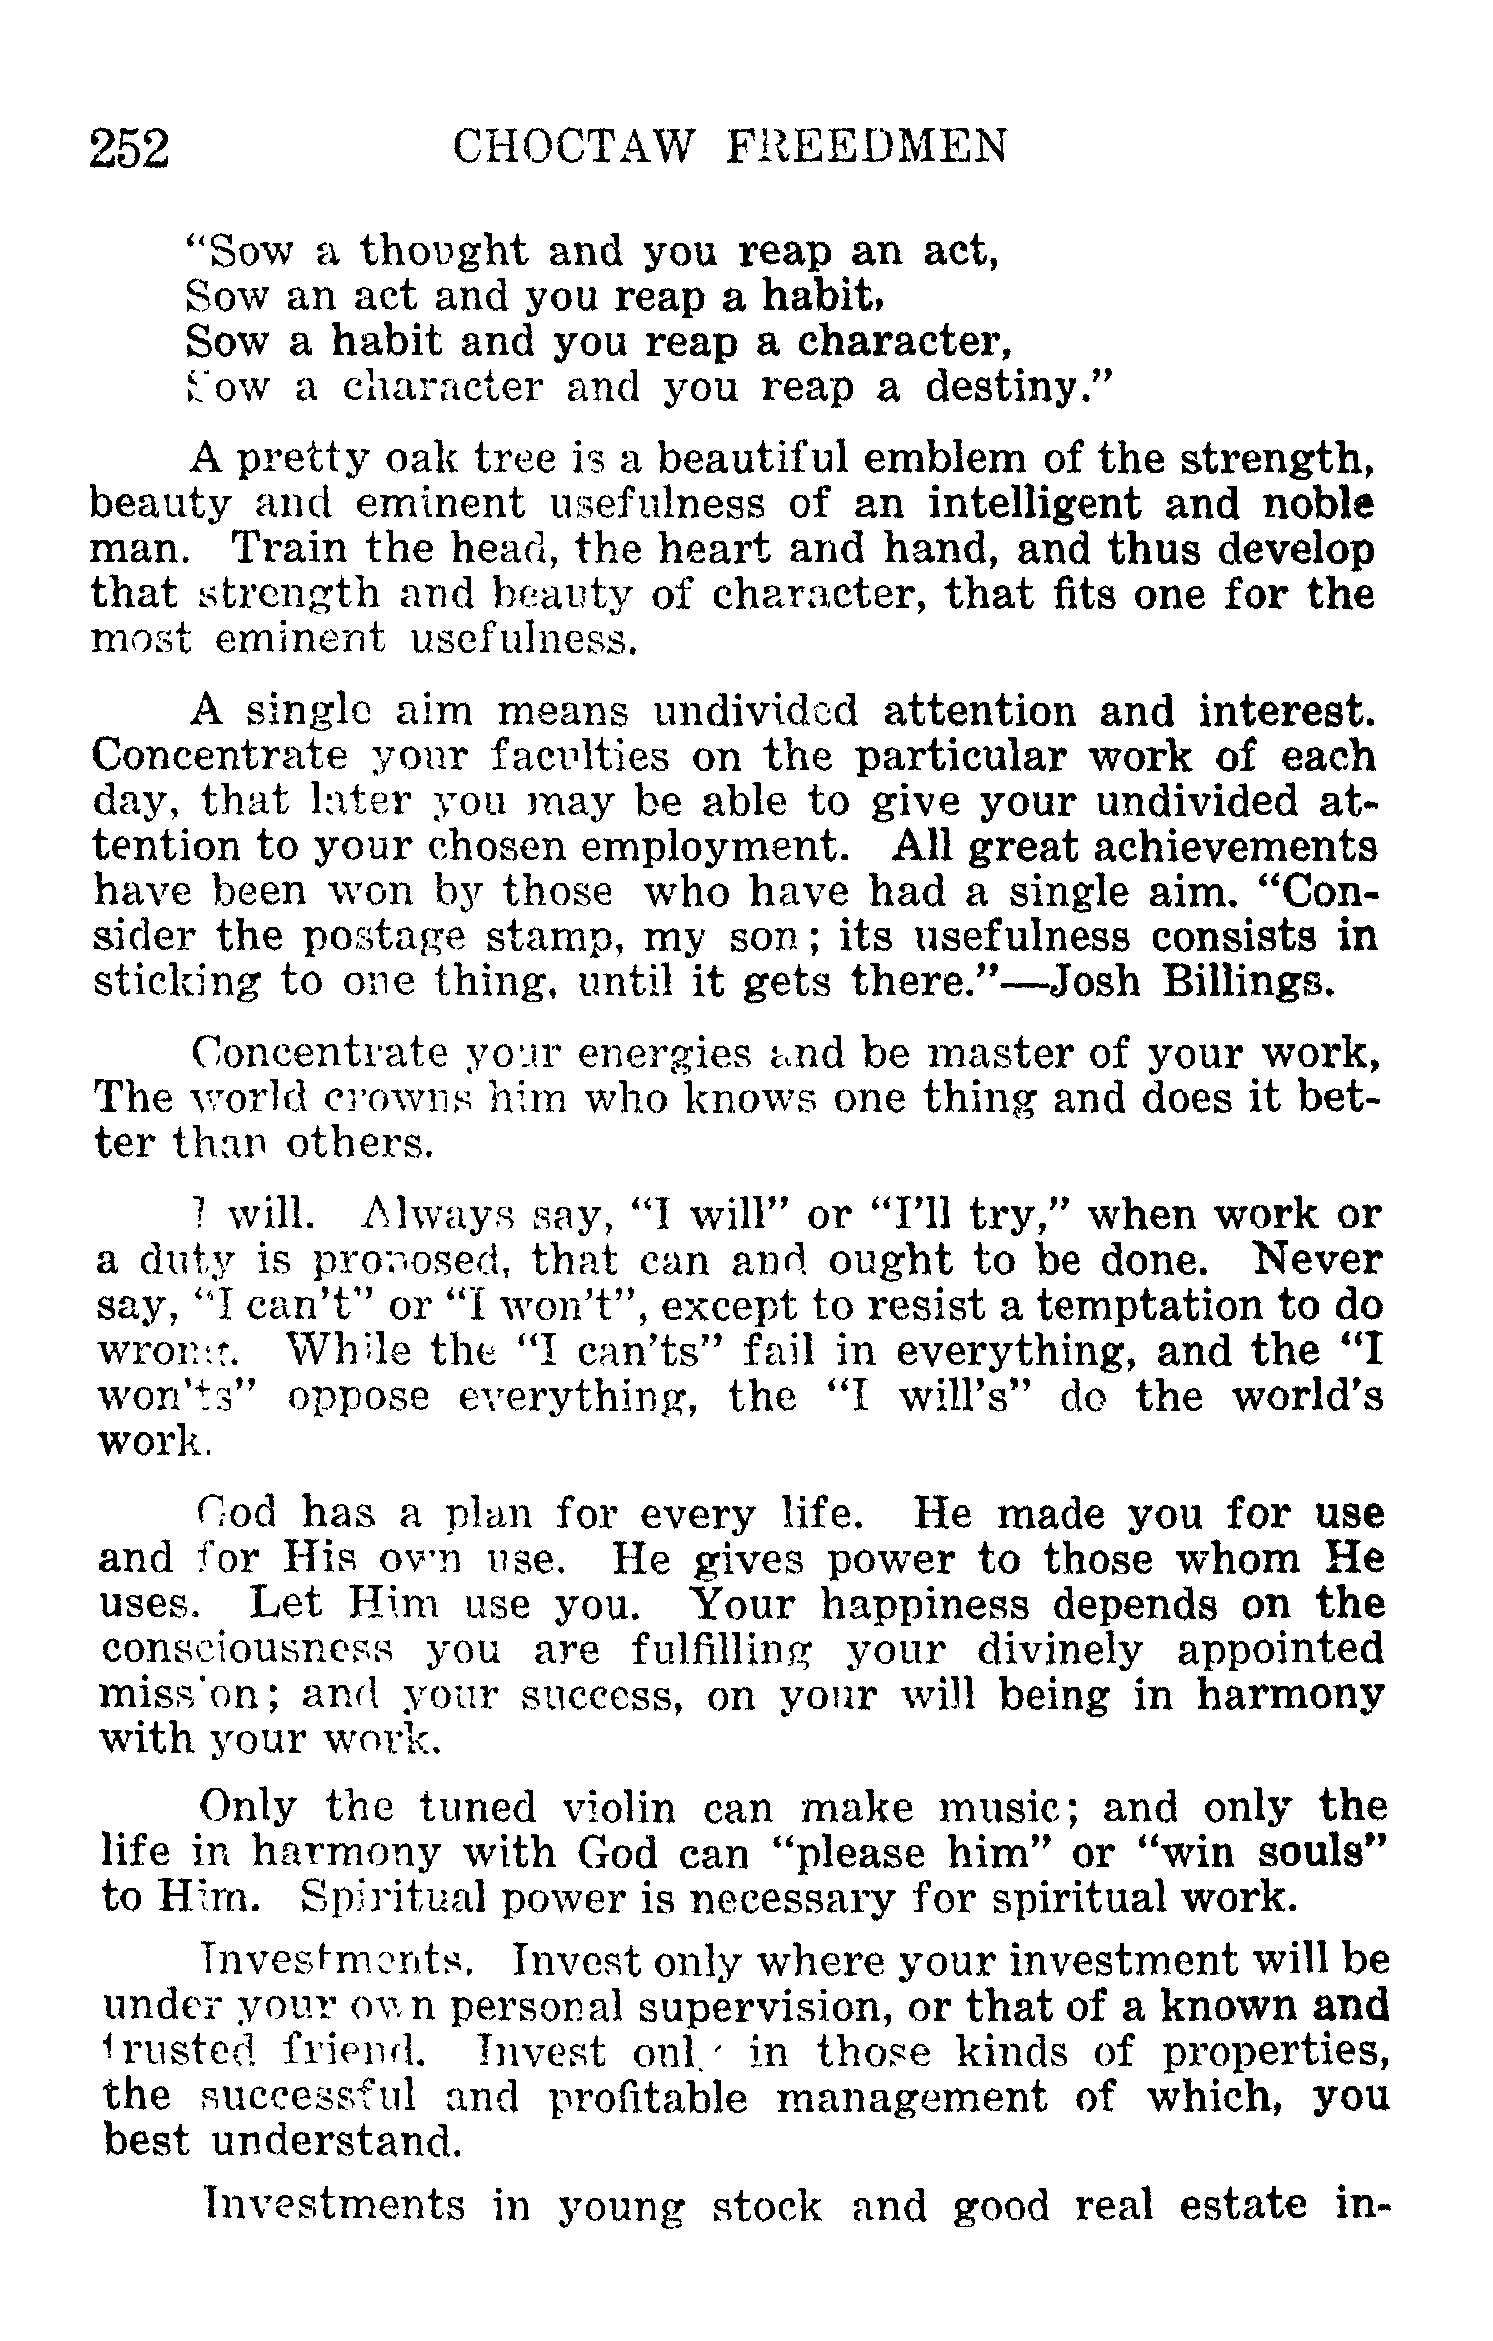 252 CHOCTAW FREEDMEN
“Sow a thought and you reap an act,
Sow an act and you reap a habit,
Sow a habit and you reap a character,
Sow a character and you reap a destiny.”
A pretty oak tree is a beautiful emblem of the strength,
beauty and eminent usefulness of an intelligent and noble
man. Train the head, the heart and hand, and thus develop
that strength and beauty of character, that fits one for the
most eminent usefulness.
A single aim means undivided attention and interest.
Concentrate your faculties on the particular work of each
day, that later you may be able to give your undivided at-
tention to your chosen employment. All great achievements
have been won by those who have had a single aim. “Con-
sider the postage stamp, my son; its usefulness consists in
sticking to one thing, until it gets there.”—Josh Billings.
Concentrate your energies and be master of your work,
The world crowns him who knows one thing and does it bet-
ter than others.
I will. Always say, “I will” or “I’ll try,” when work or
a duty is proposed, that can and ought to be done. Never
say, “I can’t” or “I won’t”, except to resist a temptation to do
wrong. While the “I can’ts” fail in everything, and the “I
won’ts” oppose everything, the “I will’s” do the world’s
work.
God has a plan for every life. He made you for use
and for His own use. He gives power to those whom He
uses. Let Him use you. Your happiness depends on the
consciousness you are fulfilling your divinely appointed
mission; and your success, on your will being in harmony
with your work.
Only the tuned violin can make music; and only the
life in harmony with God can “please him” or “win souls”
to Him. Spiritual power is necessary for spiritual work.
Investments. Invest only where your investment will be
under your own personal supervision, or that of a known and
trusted friend. Invest only in those kinds of properties,
the successful and profitable management of which, you
best understand.
Investments in young stock and good real estate in-